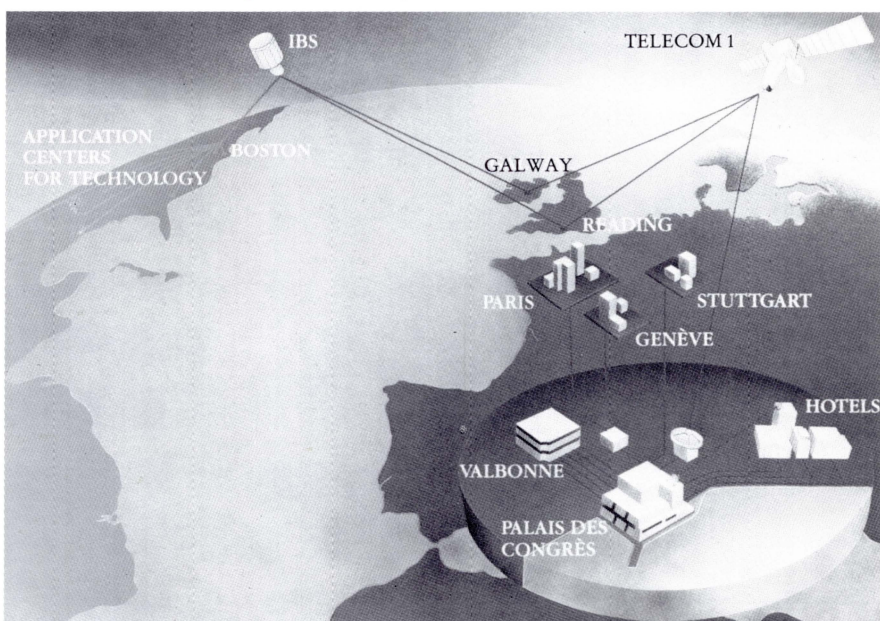 IBS
TELECOM 1
APPLICATION
CENTERS
FOR TECHNOLOGY
BOSTON
GALWAY
READING
PARIS
STUTTGART
GENÈVE
HOTELS
VALBONNE
PALAIS DES
CONGRÈS